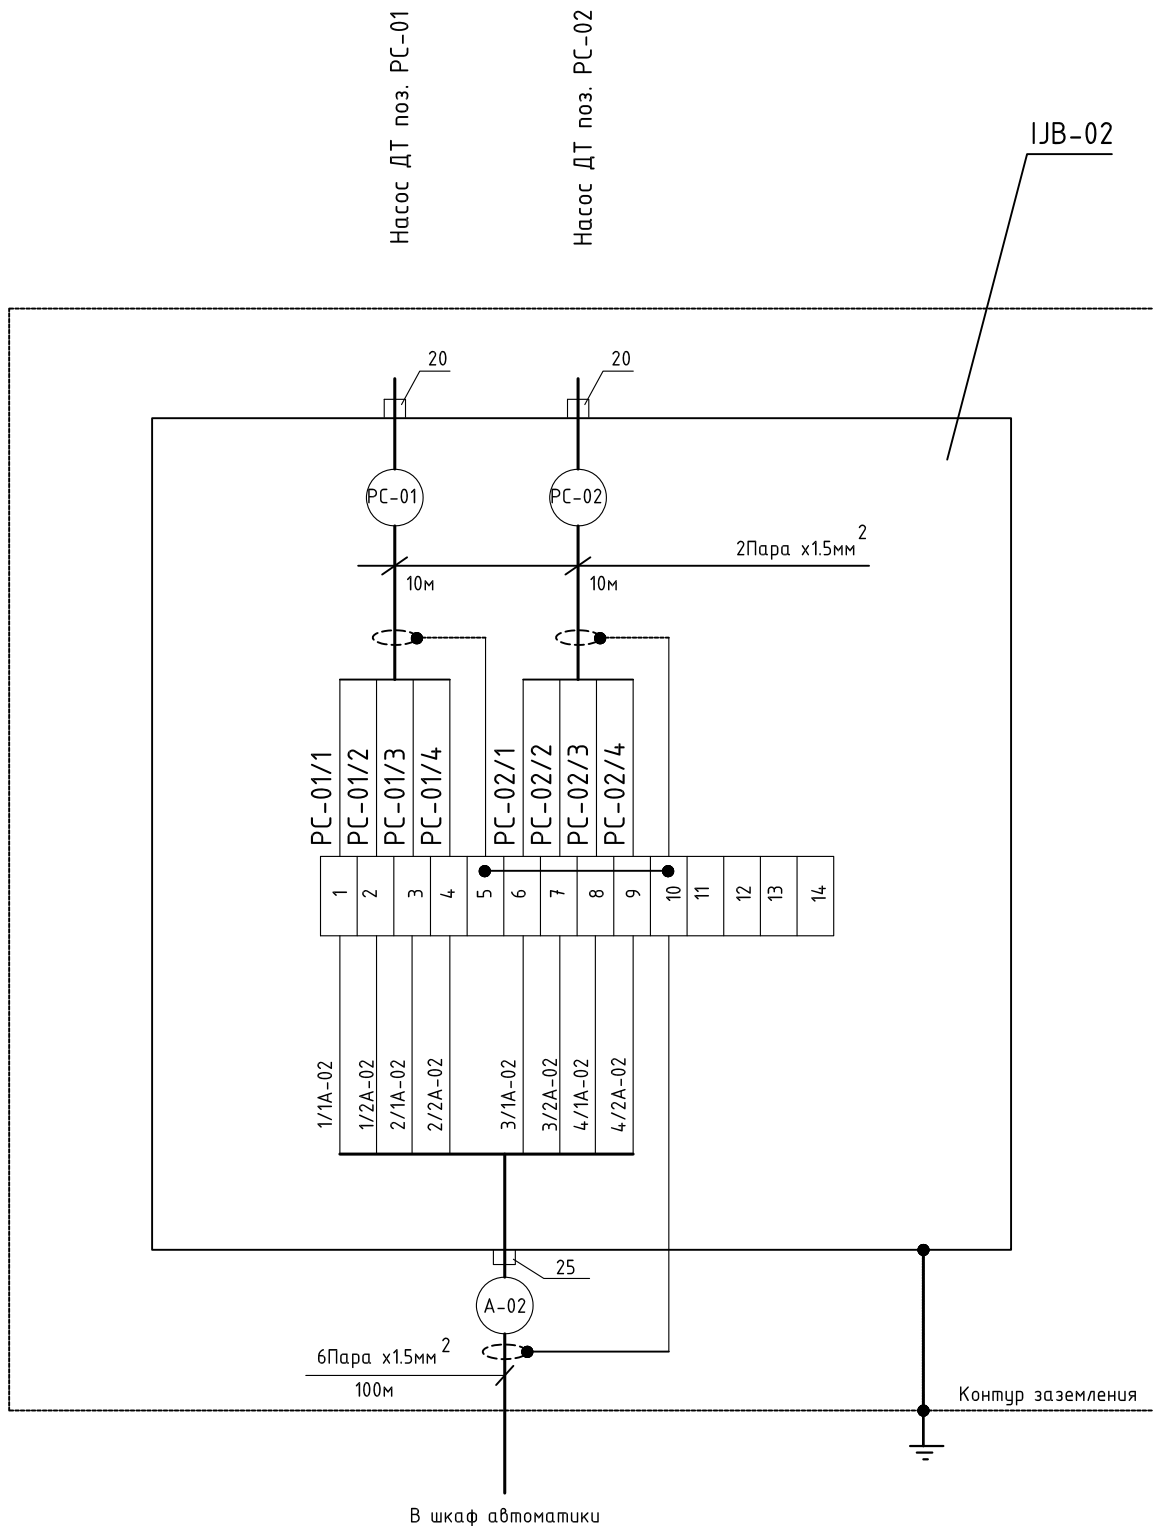 Насос ДТ поз. РС-01
Насос ДТ поз. РС-02
IJB-02
20
20
РС-01
РС-02
2Пара х1.5мм²
10м
10м
РС-01/1
РС-01/2
РС-01/3
РС-01/4
РС-02/1
РС-02/2
РС-02/3
РС-02/4
1
2
3
4
5
6
7
8
9
10
11
12
13
14
1/1А-02
1/2А-02
2/1А-02
2/2А-02
3/1А-02
3/2А-02
4/1А-02
4/2А-02
25
А-02
6Пара х1.5мм²
100м
Контур заземления
В шкаф автоматики